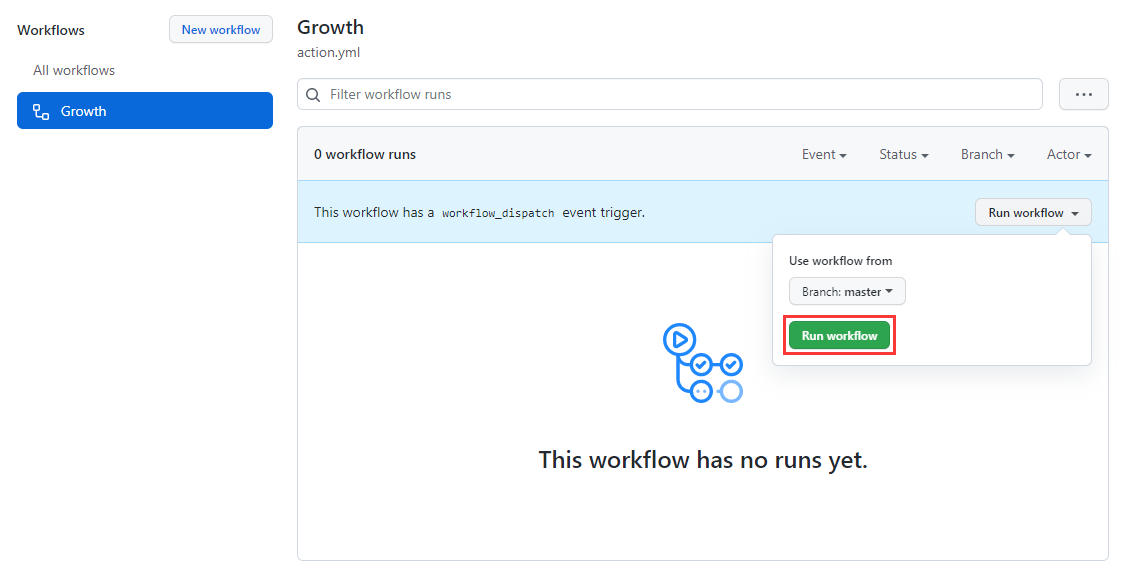 Workflows
New workflow
All workflows
Growth
Growth
action.yml
Filter workflow runs
0 workflow runs
Event
Status
Branch
Actor
This workflow has a workflow_dispatch event trigger.
Run workflow
Use workflow from
Branch: master
Run workflow
This workflow has no runs yet.